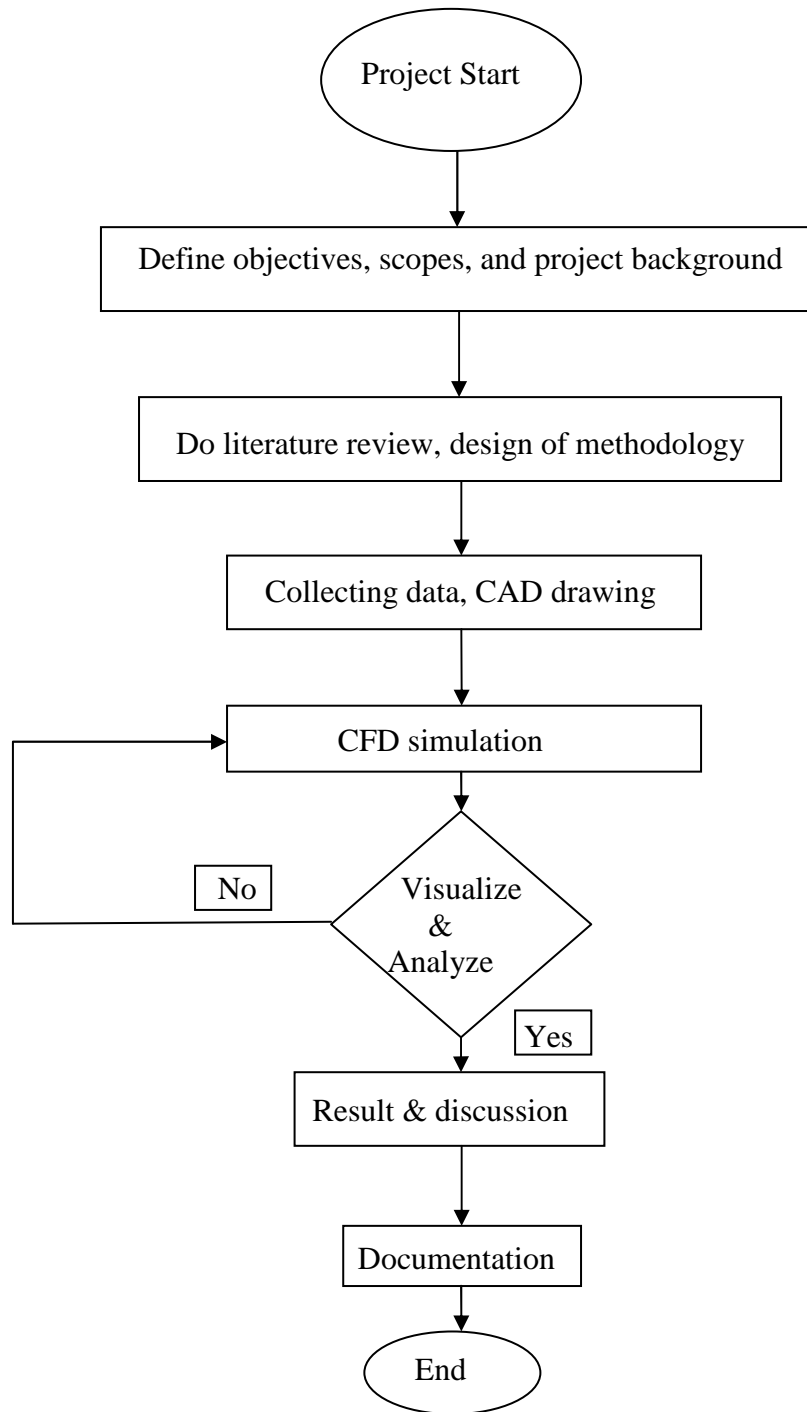 Project Start
Define objectives, scopes, and project background
Do literature review, design of methodology
Collecting data, CAD drawing
CFD simulation
No
Visualize
&
Analyze
Yes
Result & discussion
Documentation
End